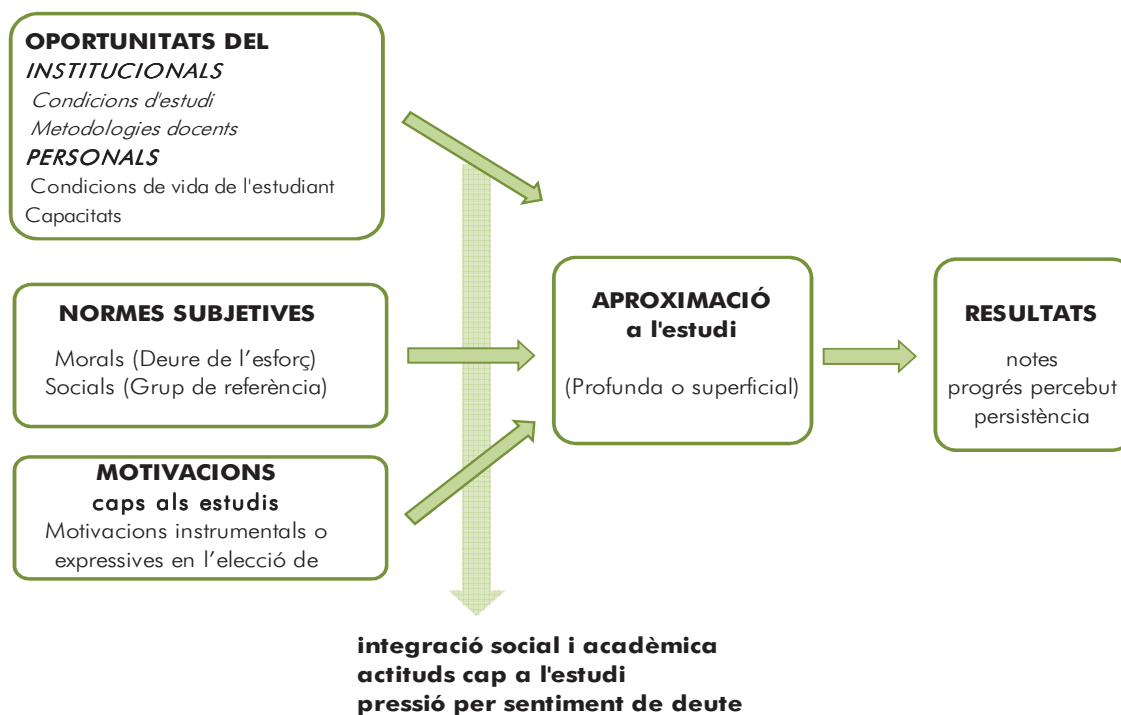 OPORTUNITATS DEL
INSTITUCIONALS
Condicions d'estudi
Metodologies docents
PERSONALS
Condicions de vida de l'estudiant
Capacitats
NORMES SUBJETIVES
Morals (Deure de l’esforç)
Socials (Grup de referència)
MOTIVACIONS
caps als estudis
Motivacions instrumentals o
expressives en l’elecció de
APROXIMACIÓ
a l'estudi
(Profunda o superficial)
RESULTATS
notes
progrés percebut
persistència
integració social i acadèmica
actituds cap a l'estudi
pressió per sentiment de deute